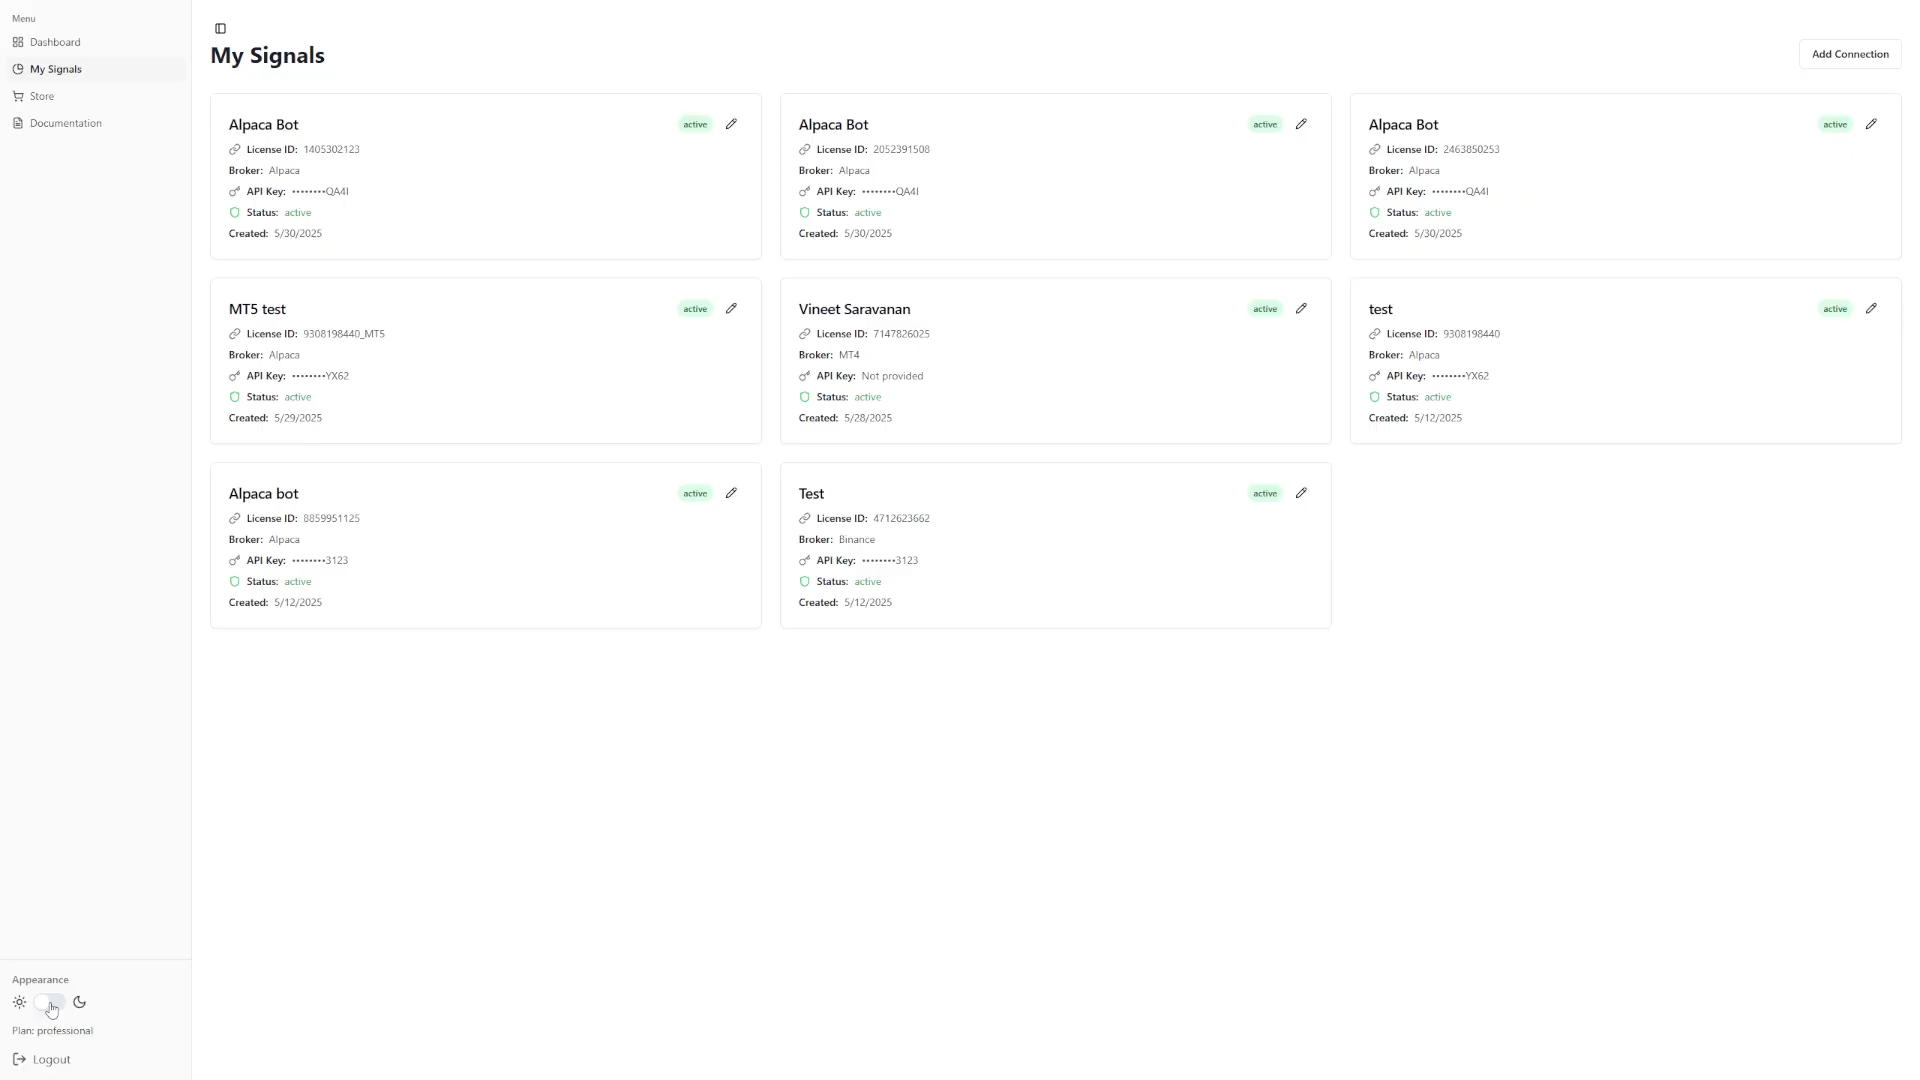 Menu
Dashboard
My Signals
Store
Documentation
My Signals
Add Connection
Alpaca Bot
active
License ID: 1405302123
Broker: Alpaca
API Key: ••••••••QA4I
Status: active
Created: 5/30/2025
Alpaca Bot
active
License ID: 2052391508
Broker: Alpaca
API Key: ••••••••QA4I
Status: active
Created: 5/30/2025
Alpaca Bot
active
License ID: 2463850253
Broker: Alpaca
API Key: ••••••••QA4I
Status: active
Created: 5/30/2025
MT5 test
active
License ID: 9308198440_MT5
Broker: Alpaca
API Key: ••••••••YX62
Status: active
Created: 5/29/2025
Vineet Saravanan
active
License ID: 7147826025
Broker: MT4
API Key: Not provided
Status: active
Created: 5/28/2025
test
active
License ID: 9308198440
Broker: Alpaca
API Key: ••••••••YX62
Status: active
Created: 5/12/2025
Alpaca bot
active
License ID: 8859951125
Broker: Alpaca
API Key: ••••••••3123
Status: active
Created: 5/12/2025
Test
active
License ID: 4712623662
Broker: Binance
API Key: ••••••••3123
Status: active
Created: 5/12/2025
Appearance
Plan: professional
Logout